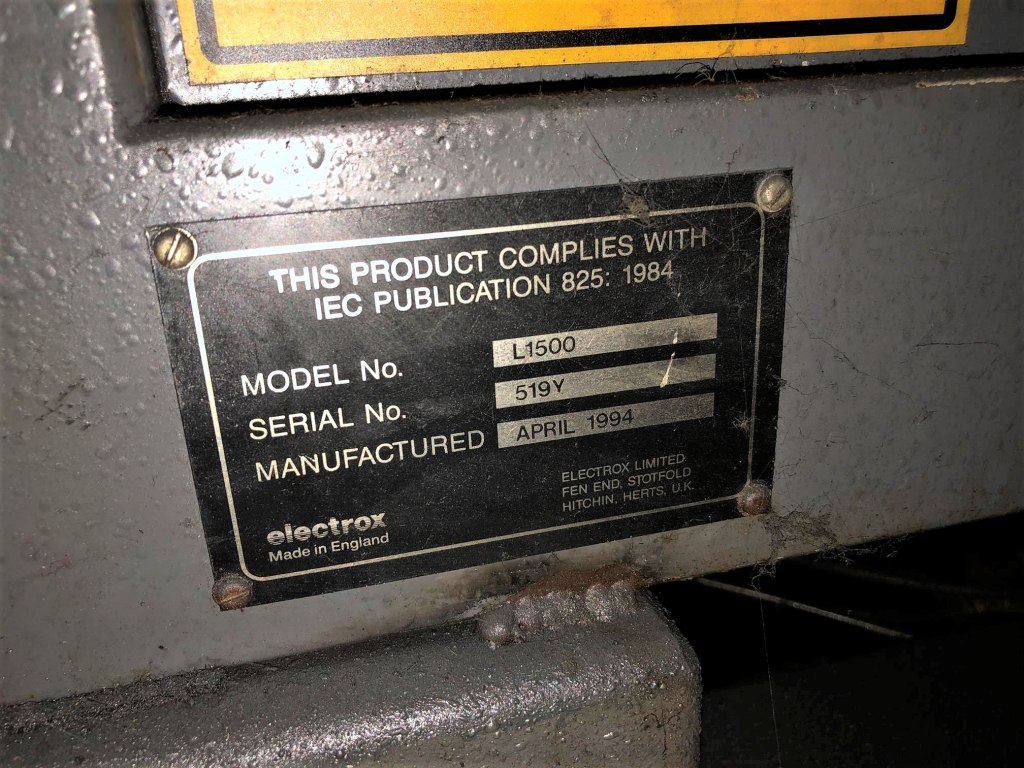 THIS PRODUCT COMPLIES WITH
IEC PUBLICATION 825: 1984
MODEL No. L1500
SERIAL No. 519Y
MANUFACTURED APRIL 1994
ELECTROX LIMITED.
FEN END, STOTFOLD
HITCHIN, HERTS, U.K.
electrox
Made in England